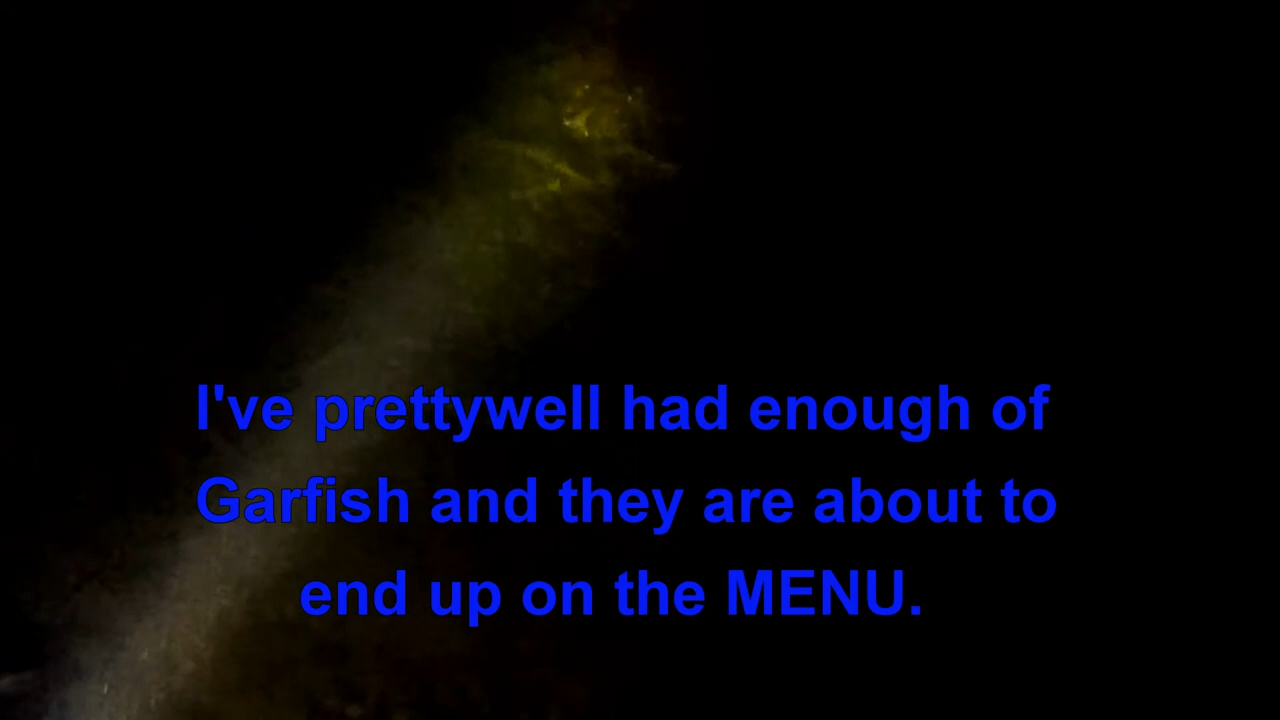 I've prettywell had enough of
Garfish and they are about to
end up on the MENU.